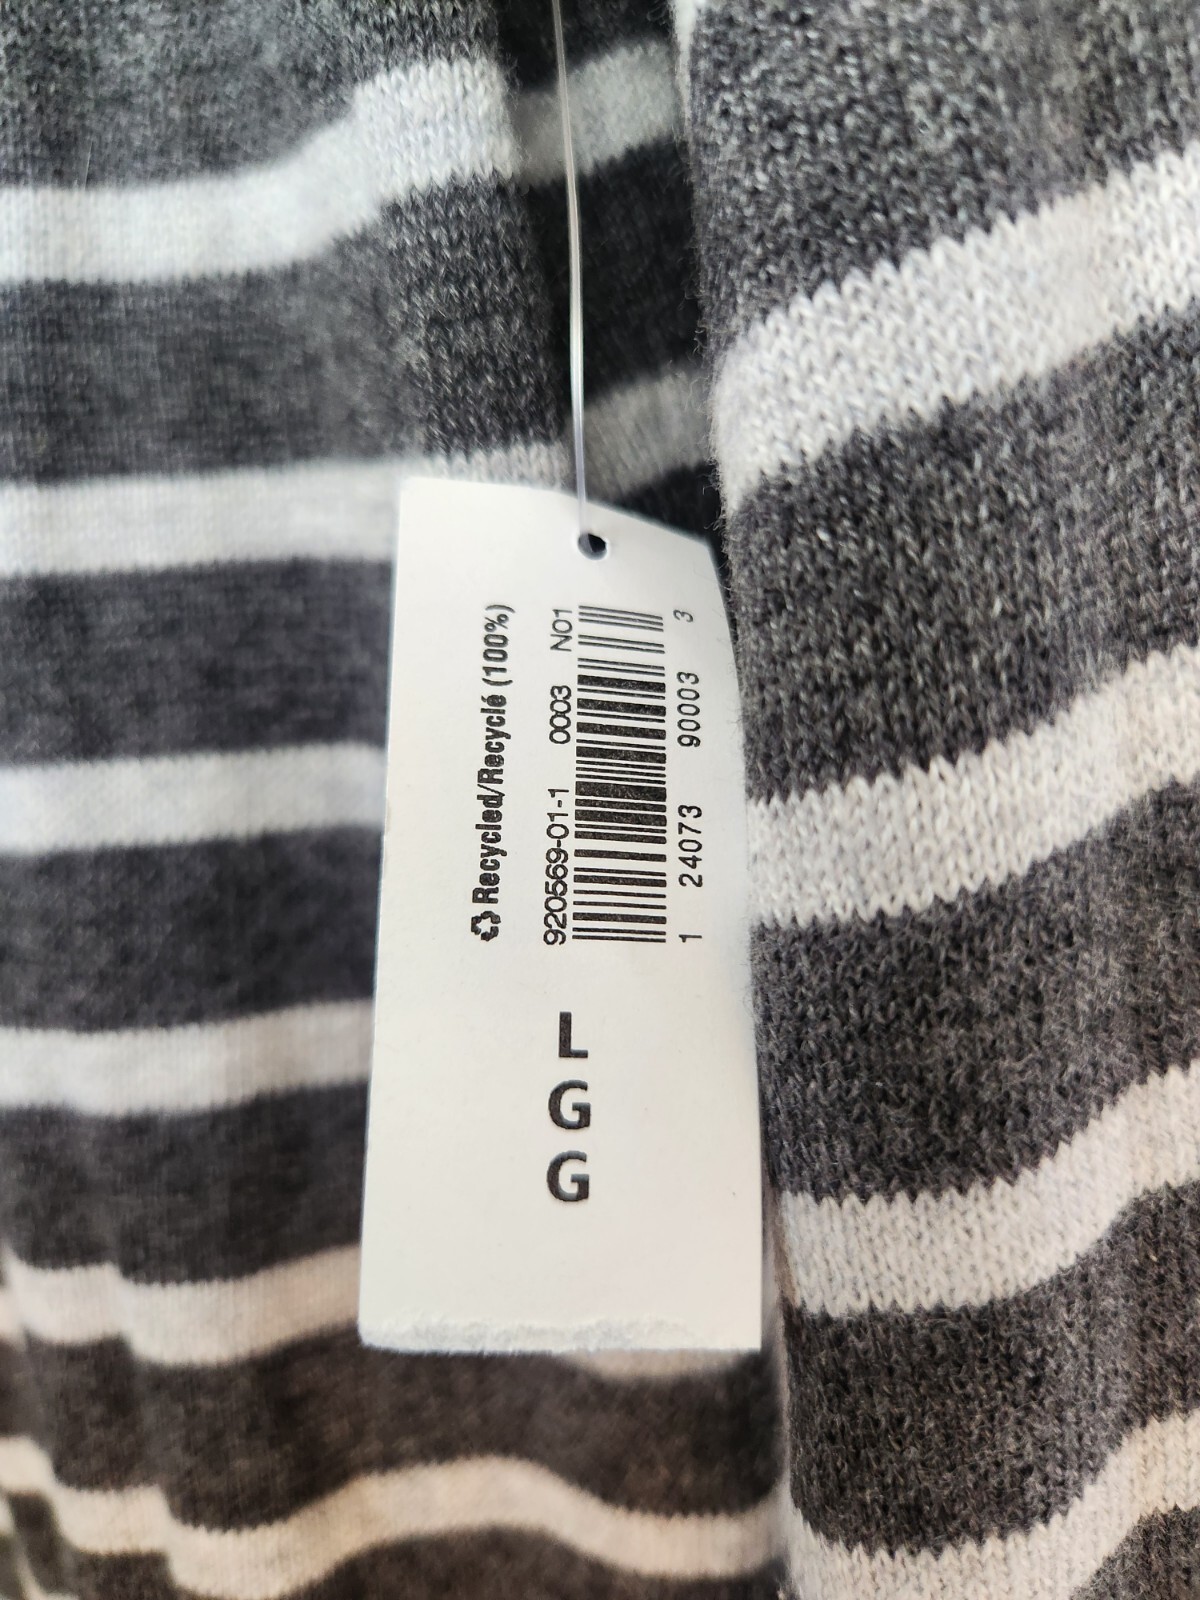 Recycled/Recyclé (100%)
920569-01-1 0003 N01
1 24073 90003 3
L
G
G